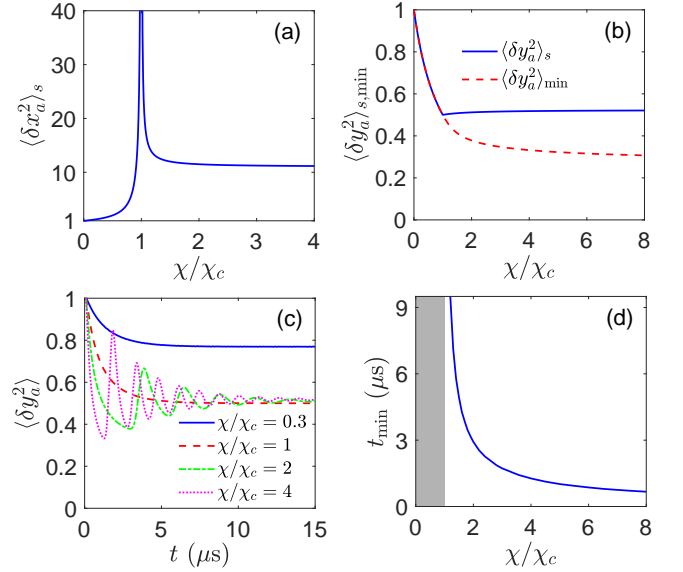 (a)
⟨δx_a^2⟩_s
40
30
20
10
1
0 1 2 3 4
χ/χ_c
(b)
⟨δy_a^2⟩_{s,min}
1
0.8
0.6
0.4
0.2
0
⟨δy_a^2⟩_s
⟨δy_a^2⟩_min
0 2 4 6 8
χ/χ_c
(c)
⟨δy_a^2⟩
1
0.8
0.6
0.4
0.2
0
χ/χ_c = 0.3
χ/χ_c = 1
χ/χ_c = 2
χ/χ_c = 4
0 5 10 15
t (μs)
(d)
t_min (μs)
9
6
3
0
0 2 4 6 8
χ/χ_c